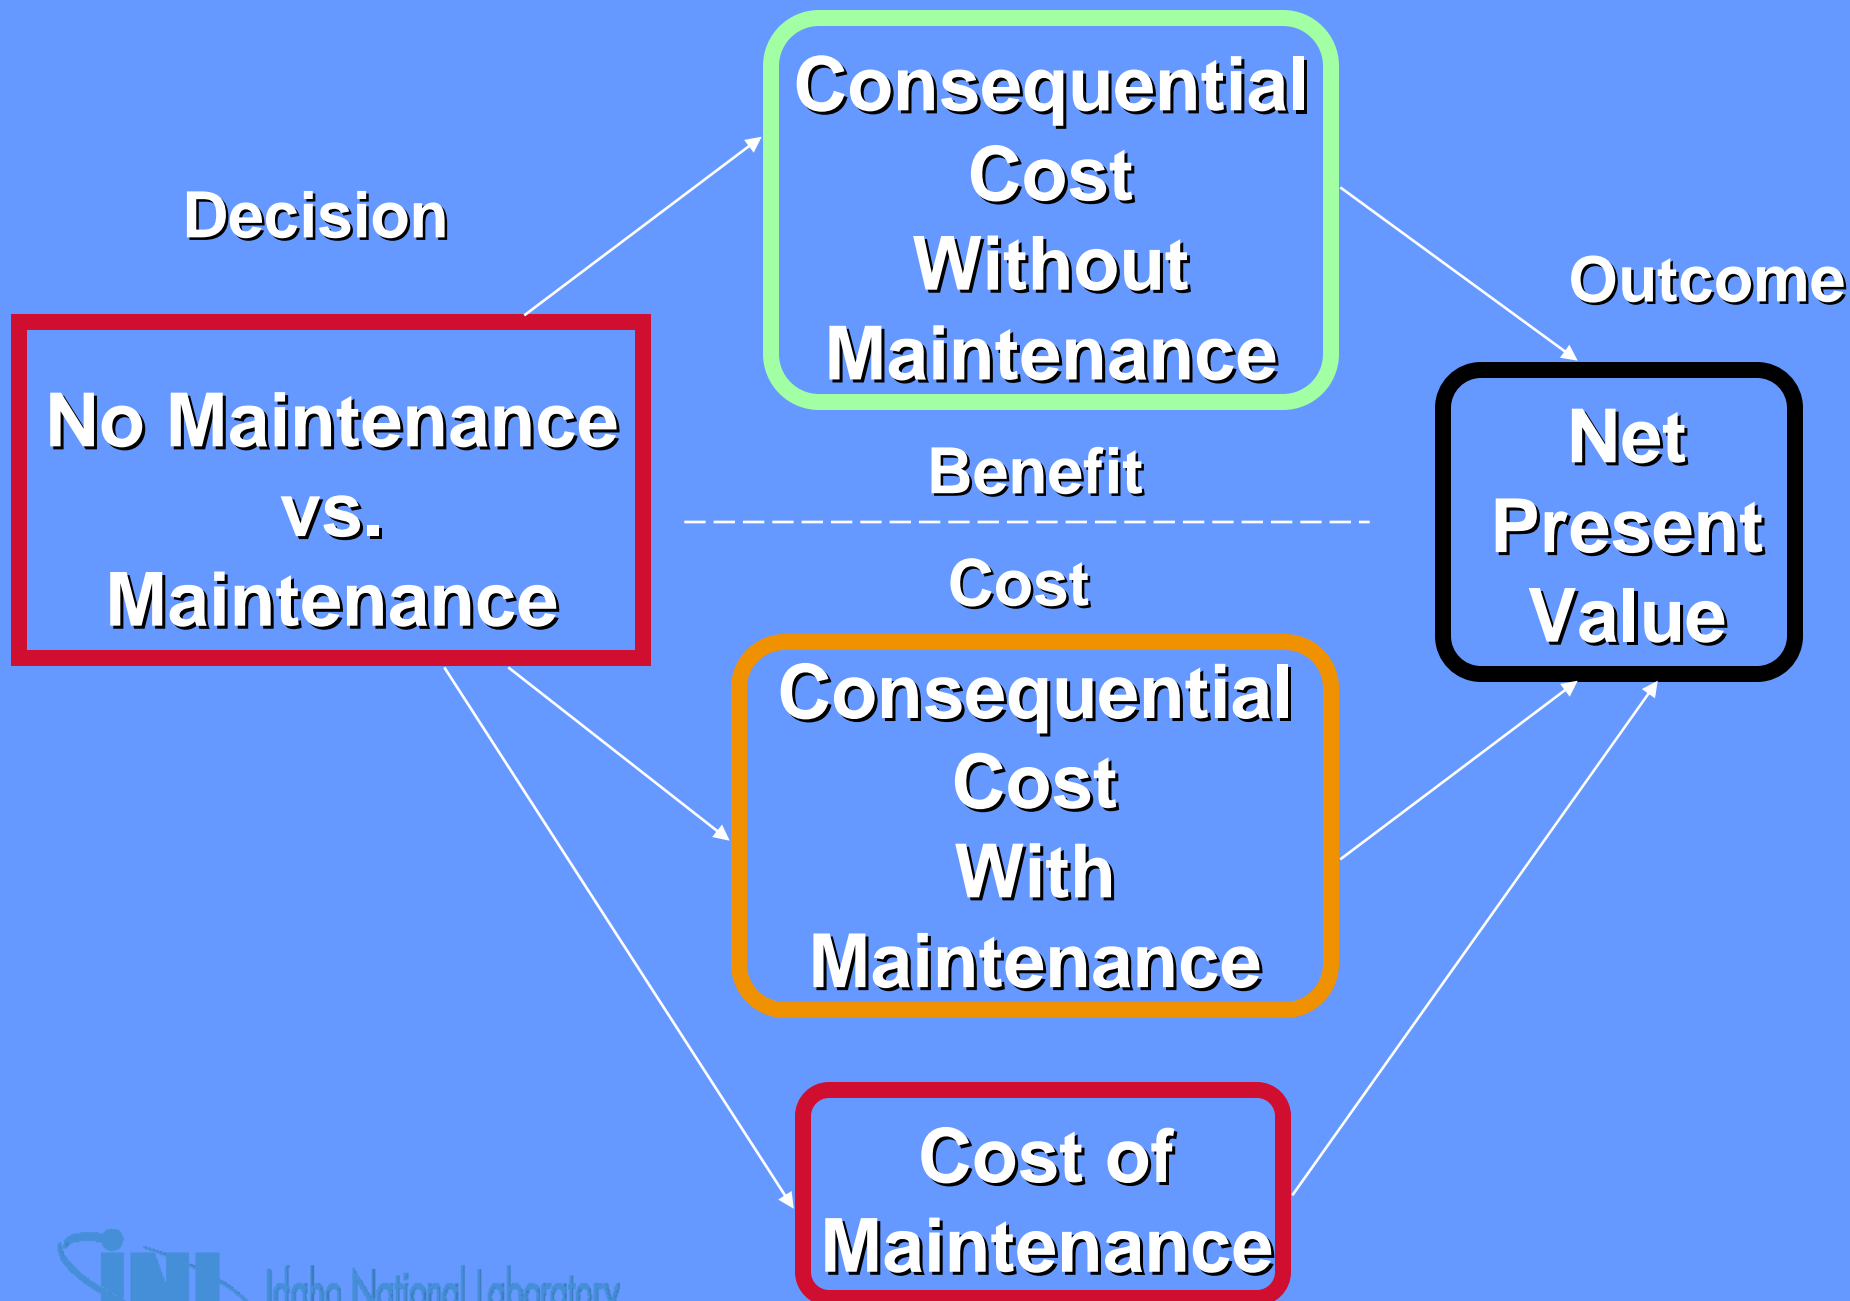 Decision
No Maintenance
vs.
Maintenance
Consequential
Cost
Without
Maintenance
Benefit
Cost
Consequential
Cost
With
Maintenance
Cost of
Maintenance
Outcome
Net
Present
Value
INL
Idaho National Laboratory